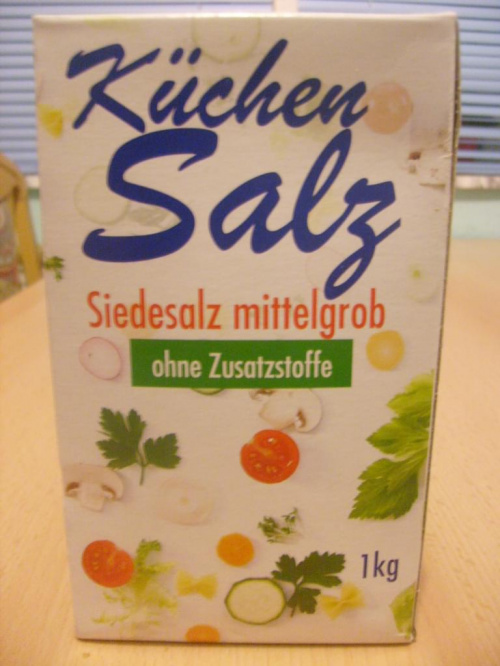 Küchen
Salz
Siedesalz mittelgrob
ohne Zusatzstoffe
1kg